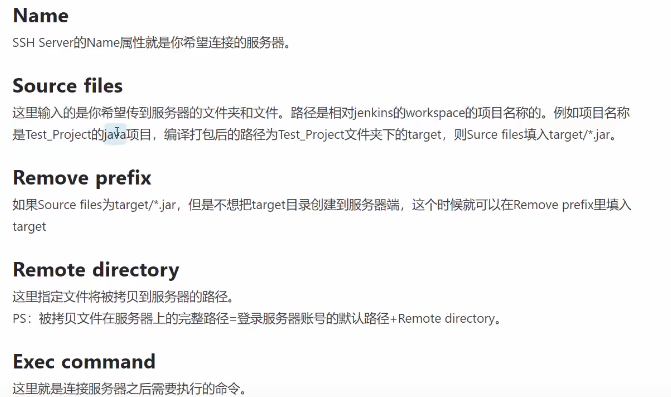 Name
SSH Server的Name属性就是你希望连接的服务器。
Source files
这里输入的是你希望传到服务器的文件夹和文件。路径是相对jenkins的workspace的项目名称的。例如项目名称
是Test_Project的java项目，编译打包后的路径为Test_Project文件夹下的target，则Surce files填入target/*.jar。
Remove prefix
如果Source files为target/*.jar，但是不想把target目录创建到服务器端，这个时候就可以在Remove prefix里填入
target
Remote directory
这里指定文件将被拷贝到服务器的路径。
PS：被拷贝文件在服务器上的完整路径=登录服务器账号的默认路径+Remote directory。
Exec command
这里就是连接服务器之后需要执行的命令。